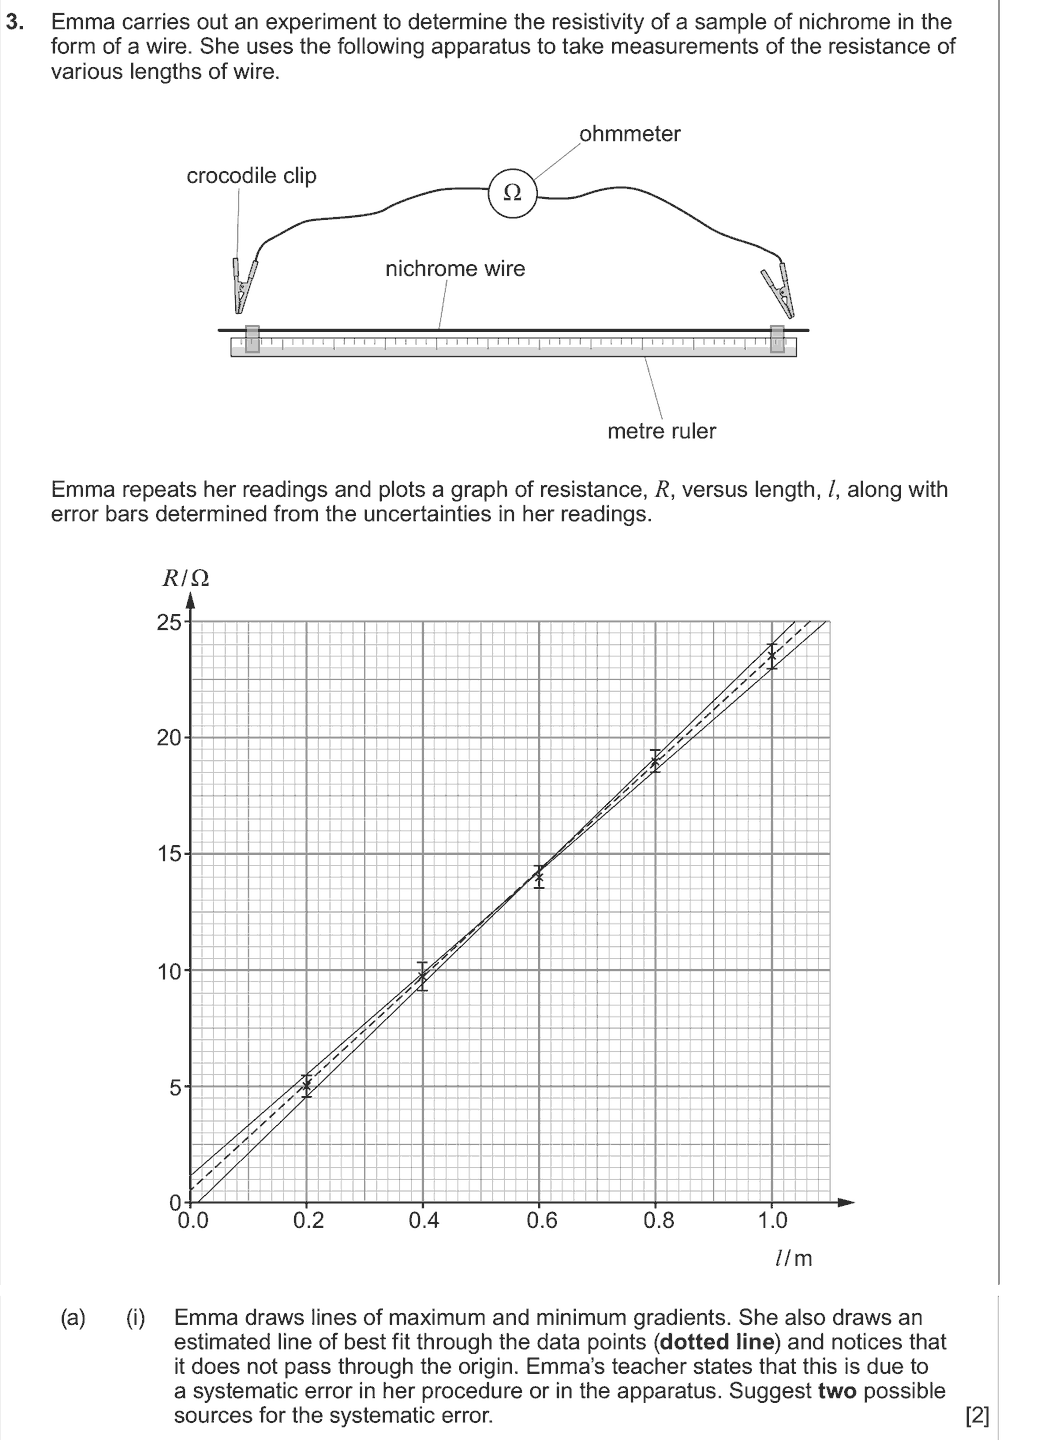 3. Emma carries out an experiment to determine the resistivity of a sample of nichrome in the
form of a wire. She uses the following apparatus to take measurements of the resistance of
various lengths of wire.
ohmmeter
crocodile clip
Ω
nichrome wire
metre ruler
Emma repeats her readings and plots a graph of resistance, R, versus length, l, along with
error bars determined from the uncertainties in her readings.
R/Ω
25
20
15
10
5
0
0.0 0.2 0.4 0.6 0.8 1.0
l/m
(a) (i) Emma draws lines of maximum and minimum gradients. She also draws an
estimated line of best fit through the data points (dotted line) and notices that
it does not pass through the origin. Emma’s teacher states that this is due to
a systematic error in her procedure or in the apparatus. Suggest two possible
sources for the systematic error. [2]